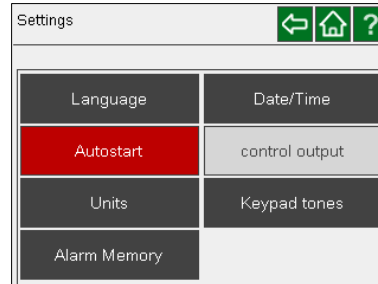 Settings
?
Language
Date/Time
Autostart
control output
Units
Keypad tones
Alarm Memory